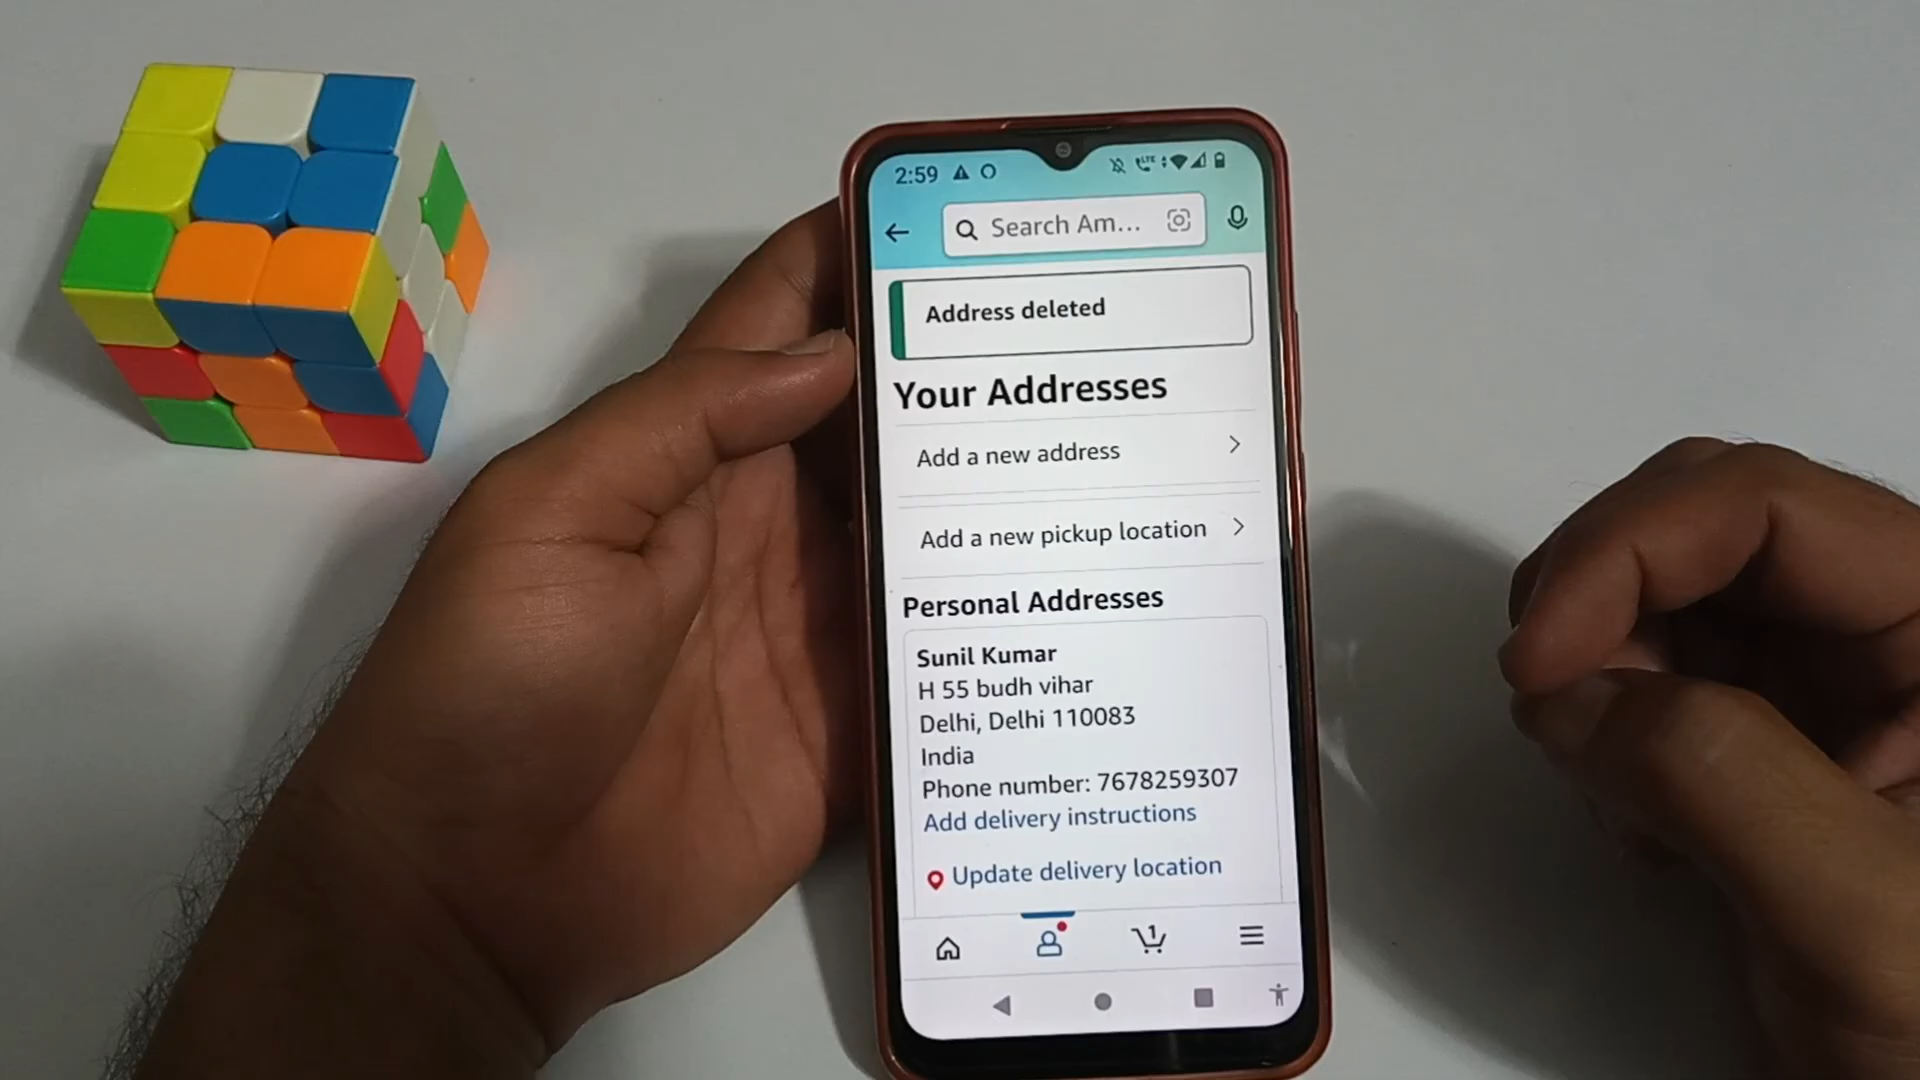 2:59
LTE
Search Am...
Address deleted
Your Addresses
Add a new address
Add a new pickup location
Personal Addresses
Sunil Kumar
H 55 budh vihar
Delhi, Delhi 110083
India
Phone number: 7678259307
Add delivery instructions
Update delivery location
1